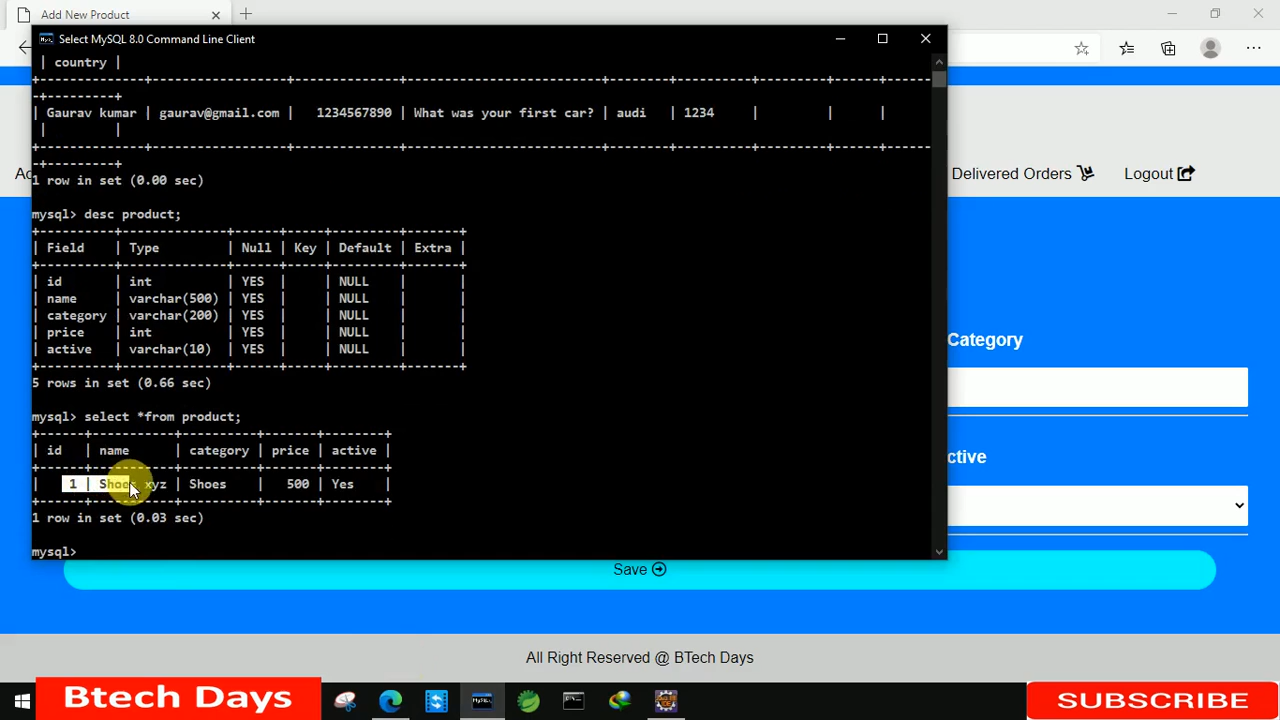 Add New Product
Select MySQL 8.0 Command Line Client
| country |
+----------+
| Gaurav kumar | gaurav@gmail.com | 1234567890 | What was your first car? | audi | 1234 | | |
| |
1 row in set (0.00 sec)
mysql> desc product;
| Field | Type | Null | Key | Default | Extra |
| id | int | YES | | NULL | |
| name | varchar(500) | YES | | NULL | |
| category | varchar(200) | YES | | NULL | |
| price | int | YES | | NULL | |
| active | varchar(10) | YES | | NULL | |
5 rows in set (0.66 sec)
mysql> select *from product;
| id | name | category | price | active |
| 1 | Shoes xyz | Shoes | 500 | Yes |
1 row in set (0.03 sec)
mysql>
Delivered Orders
Logout
Category
ctive
Save
All Right Reserved @ BTech Days
Btech Days
SUBSCRIBE